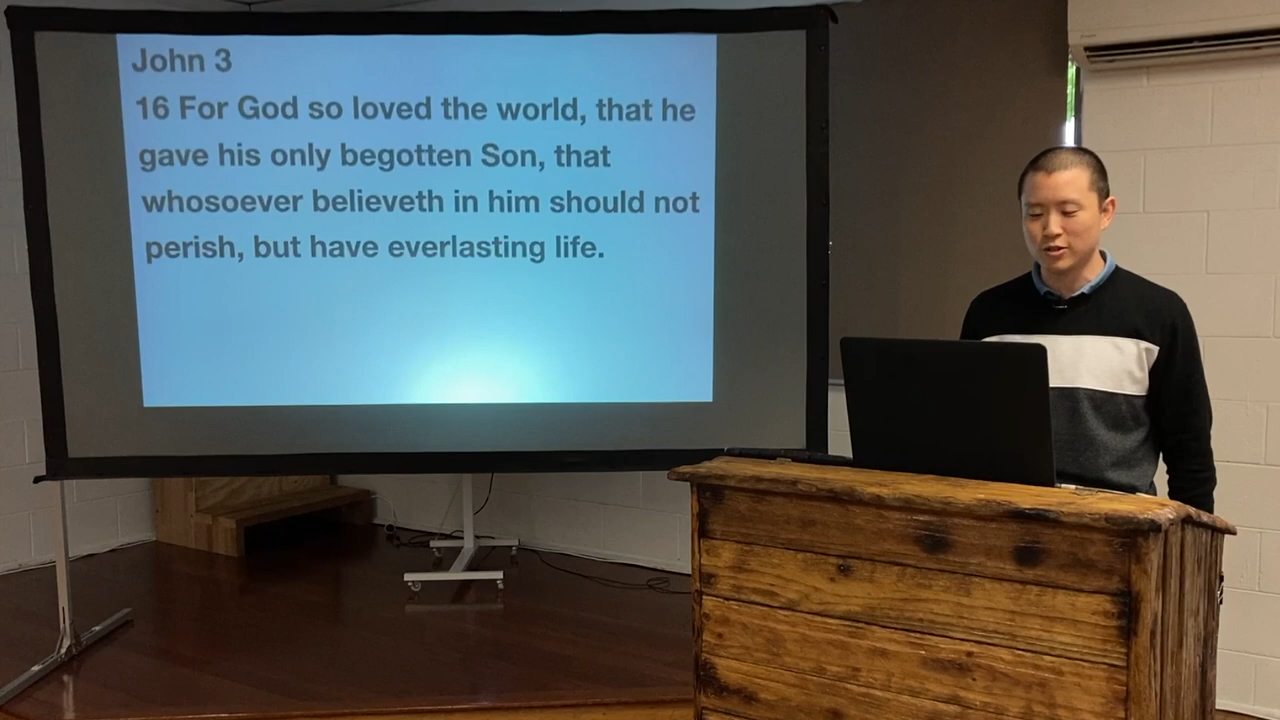 John 3
16 For God so loved the world, that he
gave his only begotten Son, that
whosoever believeth in him should not
perish, but have everlasting life.